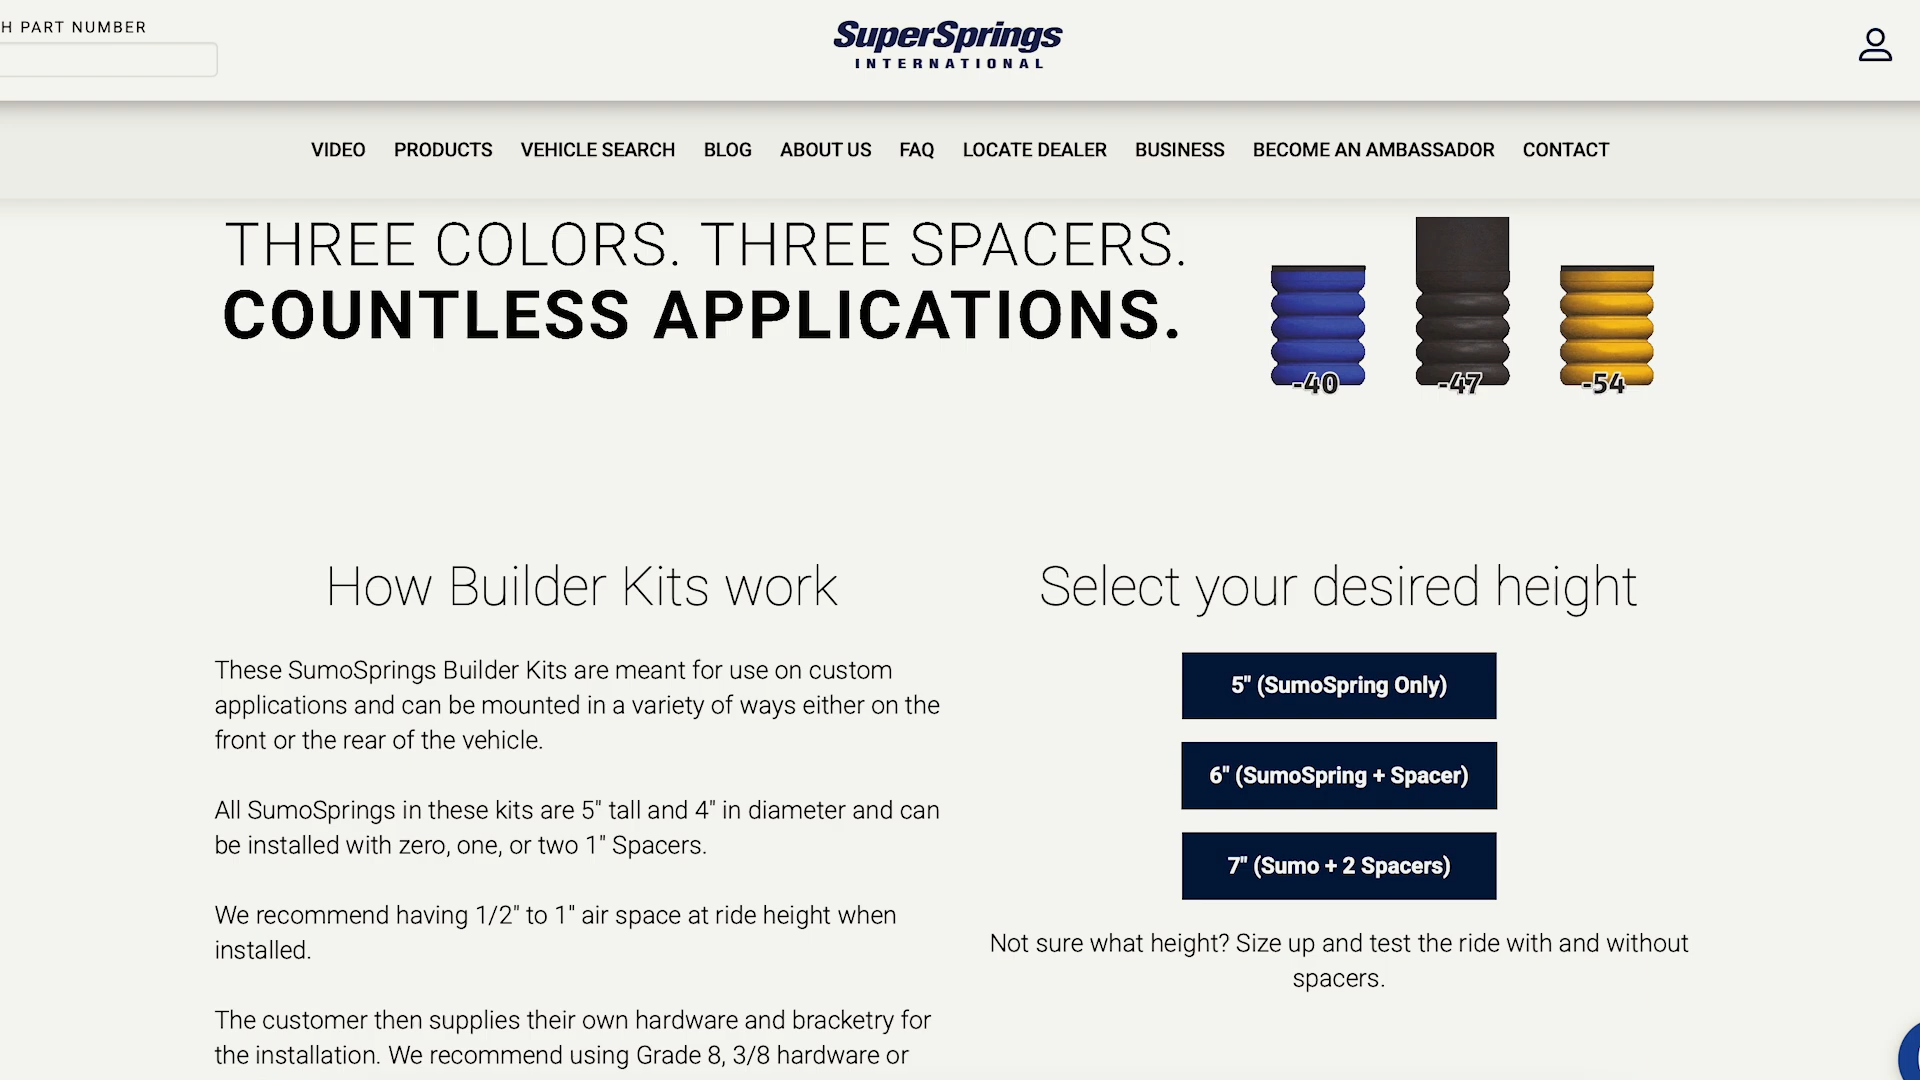 H PART NUMBER
SuperSprings
INTERNATIONAL
VIDEO PRODUCTS VEHICLE SEARCH BLOG ABOUT US FAQ LOCATE DEALER BUSINESS BECOME AN AMBASSADOR CONTACT
THREE COLORS. THREE SPACERS.
COUNTLESS APPLICATIONS.
-40 -47 -54
How Builder Kits work
These SumoSprings Builder Kits are meant for use on custom
applications and can be mounted in a variety of ways either on the
front or the rear of the vehicle.
All SumoSprings in these kits are 5" tall and 4" in diameter and can
be installed with zero, one, or two 1" Spacers.
We recommend having 1/2" to 1" air space at ride height when
installed.
The customer then supplies their own hardware and bracketry for
the installation. We recommend using Grade 8, 3/8 hardware or
Select your desired height
5" (SumoSpring Only)
6" (SumoSpring + Spacer)
7" (Sumo + 2 Spacers)
Not sure what height? Size up and test the ride with and without
spacers.